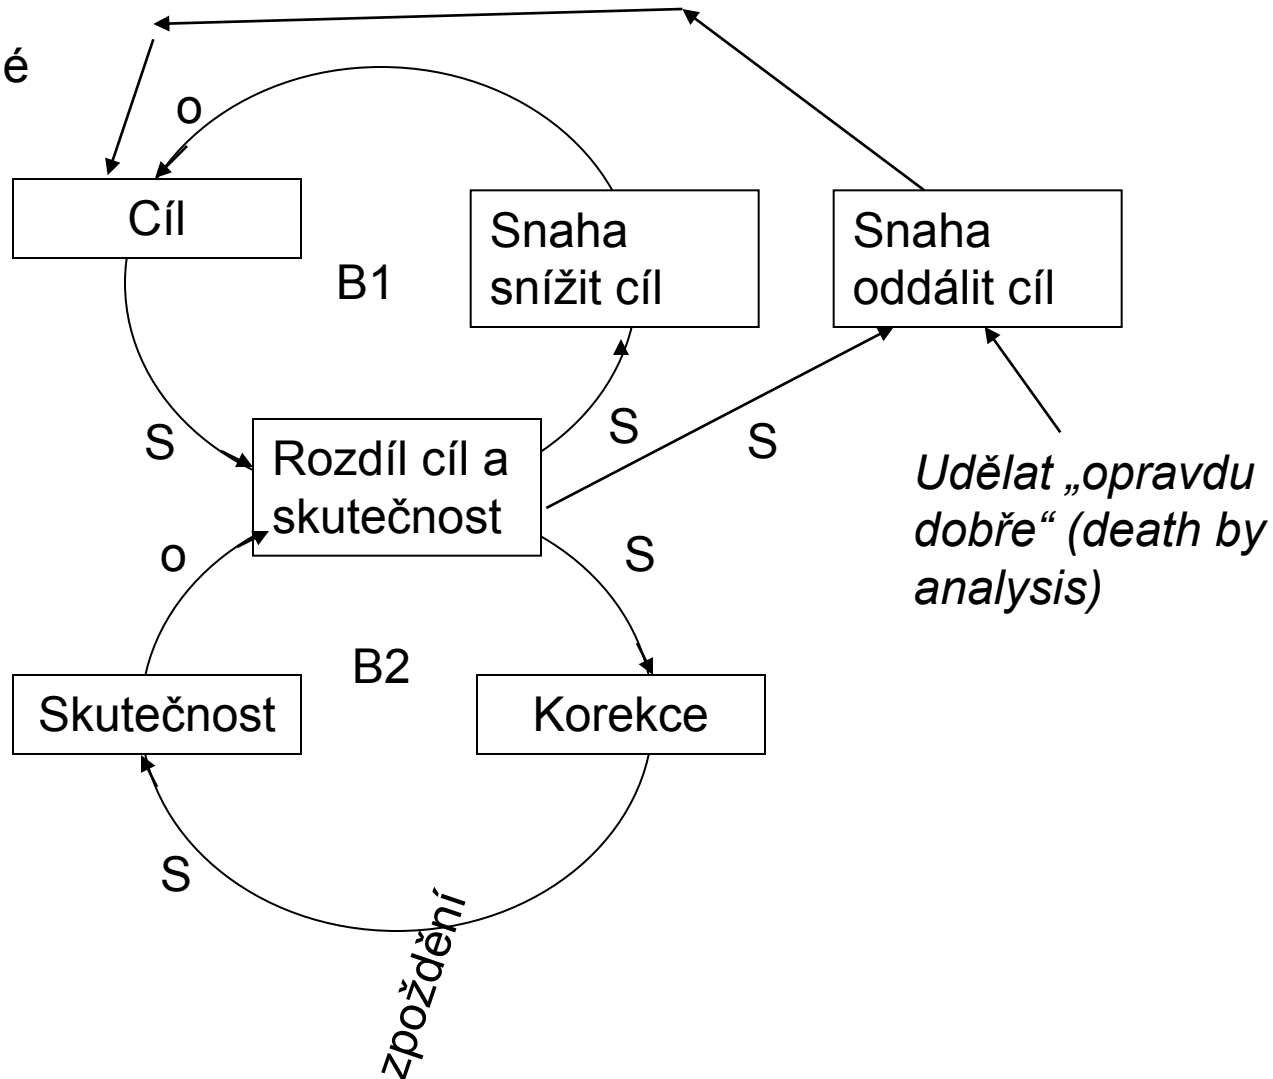 é
o
Cíl
Snaha
snížit cíl
Snaha
oddálit cíl
B1
S
S
S
Rozdíl cíl a
skutečnost
Udělat „opravdu
dobře“ (death by
analysis)
o
S
B2
Skutečnost
Korekce
S
zpoždění